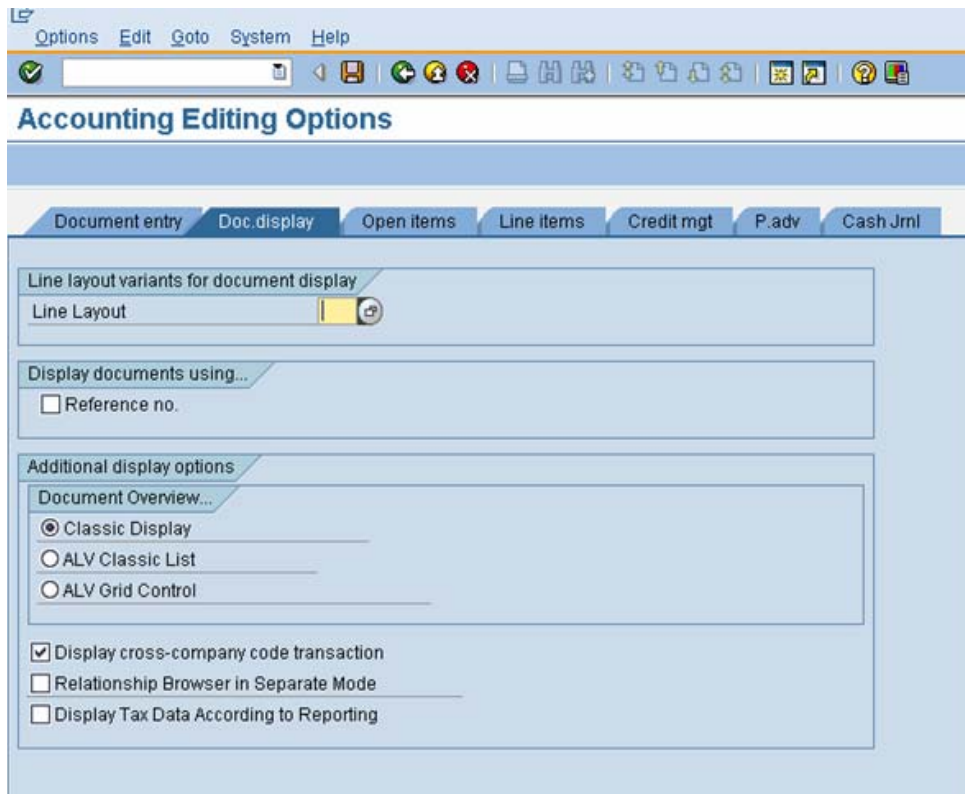 Options Edit Goto System Help
Accounting Editing Options
Document entry Doc.display Open items Line items Credit mgt P.adv Cash Jrnl
Line layout variants for document display
Line Layout
Display documents using...
Reference no.
Additional display options
Document Overview...
Classic Display
ALV Classic List
ALV Grid Control
Display cross-company code transaction
Relationship Browser in Separate Mode
Display Tax Data According to Reporting